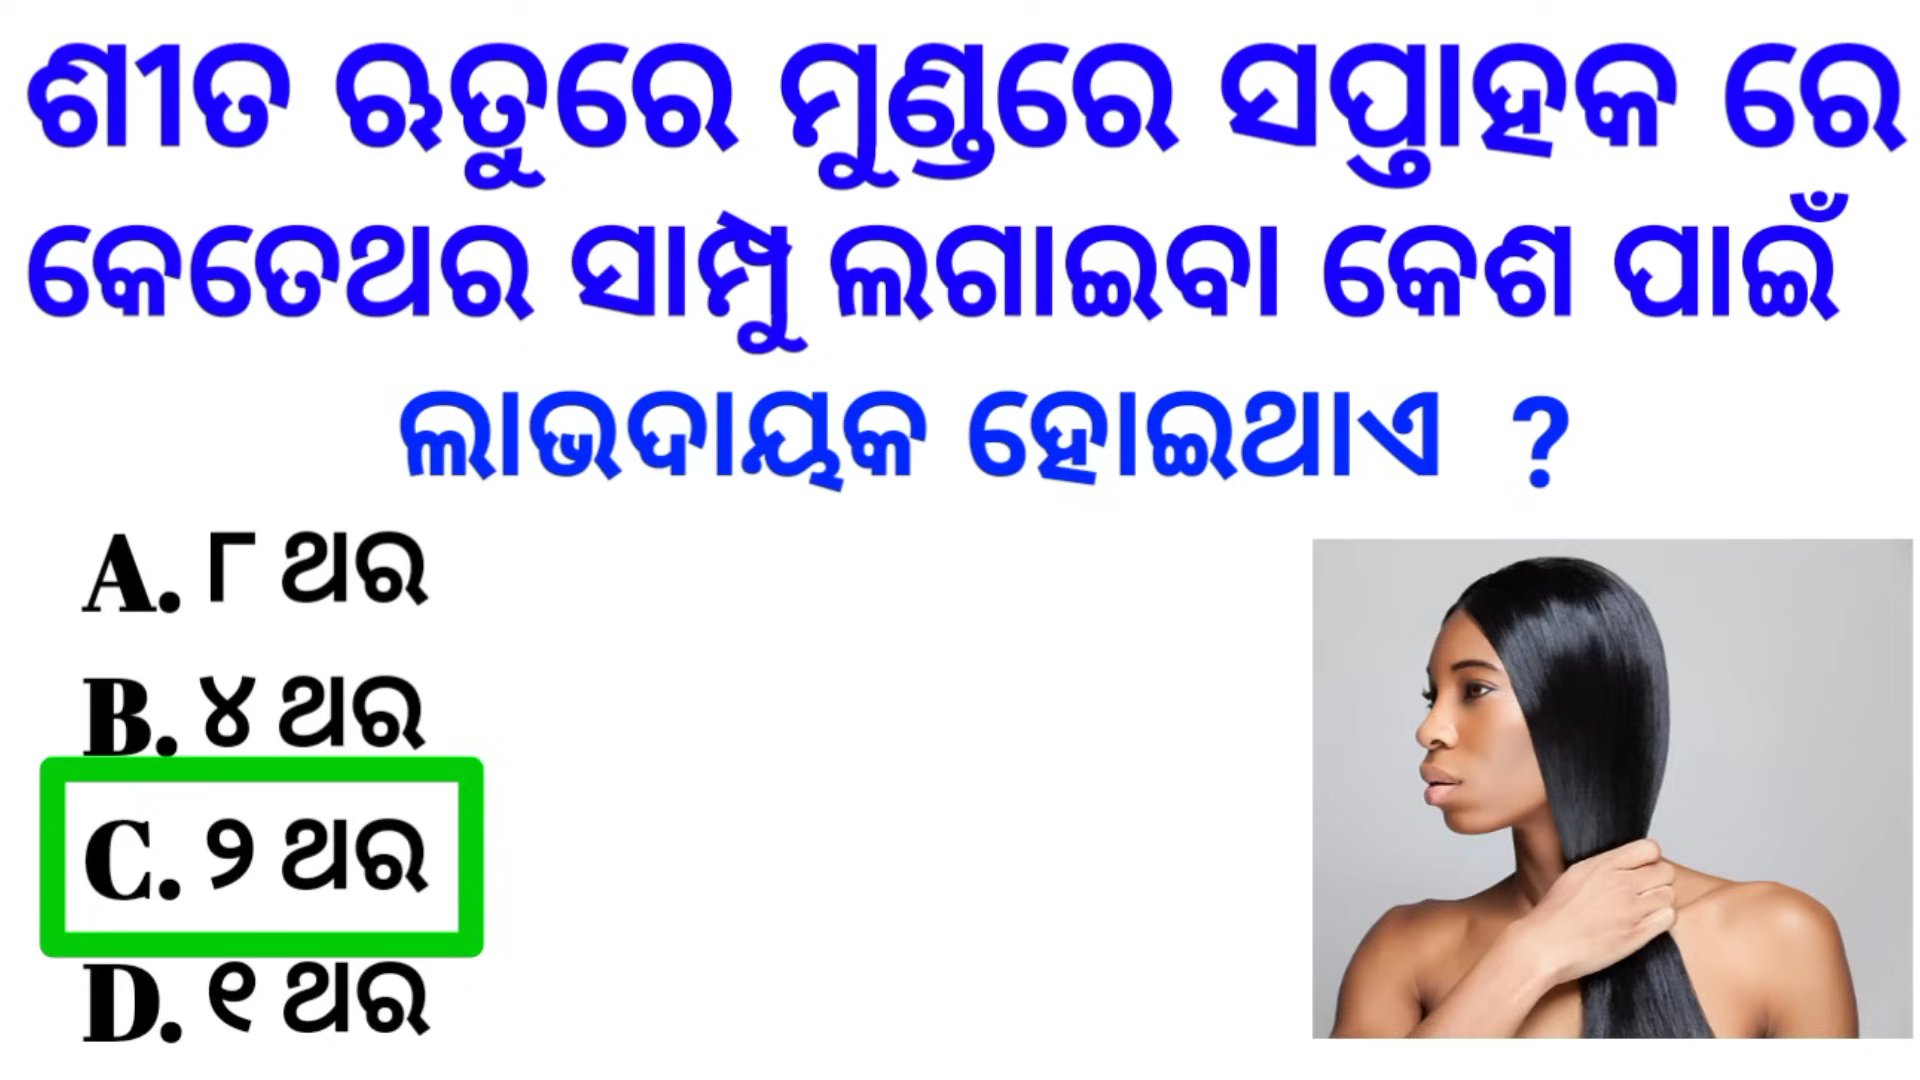 ଶୀତ ଋତୁରେ ମୁଣ୍ଡରେ ସପ୍ତାହକ ରେ
କେତେଥର ସାମ୍ପୁ ଲଗାଇବା କେଶ ପାଇଁ
ଲାଭଦାୟକ ହୋଇଥାଏ ?
A. ୮ ଥର
B. ୪ ଥର
C. ୨ ଥର
D. ୧ ଥର